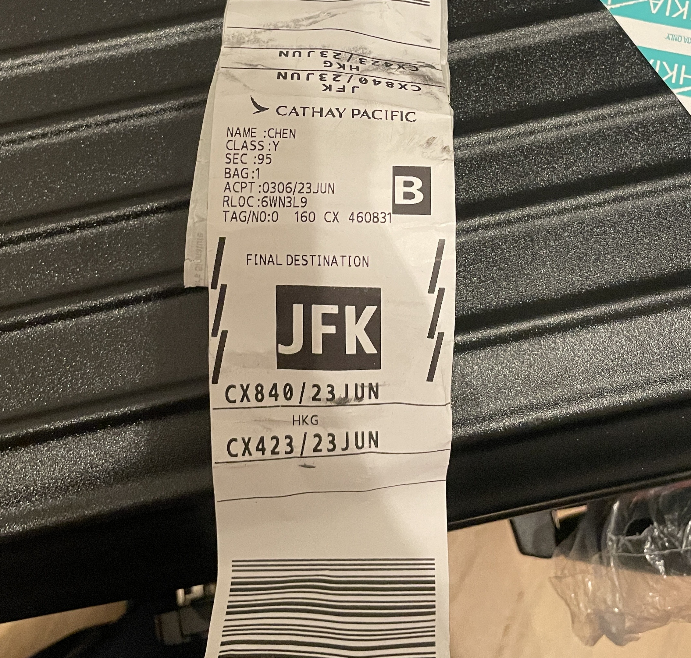 CX423/23JUN
HKG
CX840/23JUN
JFK
CATHAY PACIFIC
NAME :CHEN
CLASS:Y
SEC :95
BAG:1
ACPT:0306/23JUN
RLOC:6WN3L9
TAG/NO:0 160 CX 460831
B
FINAL DESTINATION
JFK
CX840/23JUN
HKG
CX423/23JUN